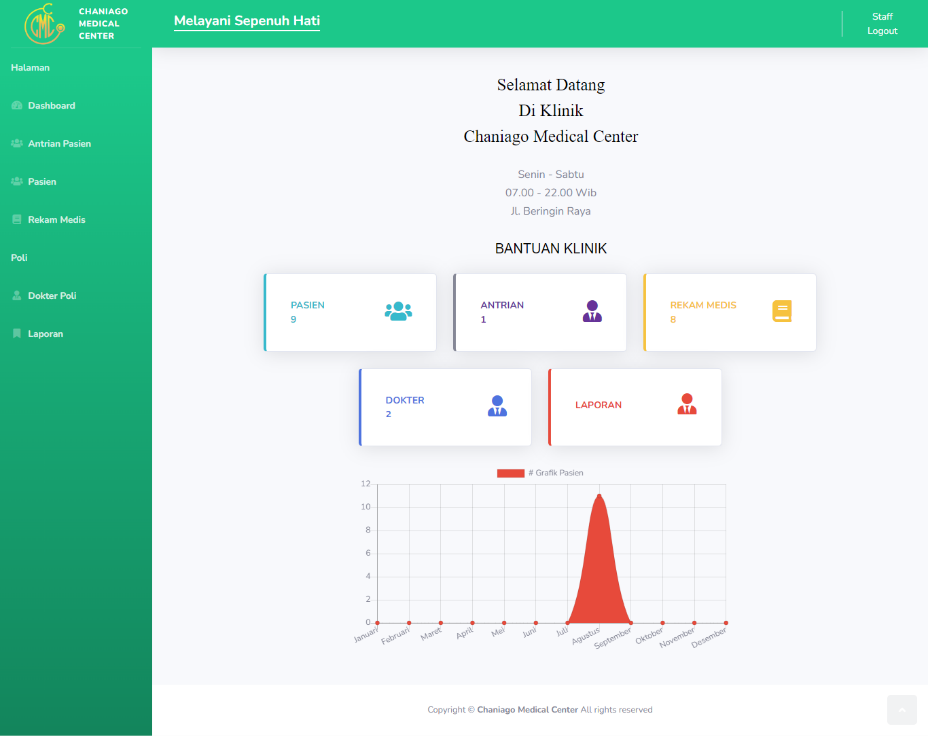 CHANIAGO
MEDICAL
CENTER
Melayani Sepenuh Hati
Staff
Logout
Halaman
Dashboard
Antrian Pasien
Pasien
Rekam Medis
Poli
Dokter Poli
Laporan
Selamat Datang
Di Klinik
Chaniago Medical Center
Senin - Sabtu
07.00 - 22.00 Wib
Jl. Beringin Raya
BANTUAN KLINIK
PASIEN
9
ANTRIAN
1
REKAM MEDIS
8
DOKTER
2
LAPORAN
# Grafik Pasien
12
10
8
6
4
2
0
Januari Februari Maret April Mei Juni Juli Agustus September Oktober November Desember
Copyright © Chaniago Medical Center All rights reserved